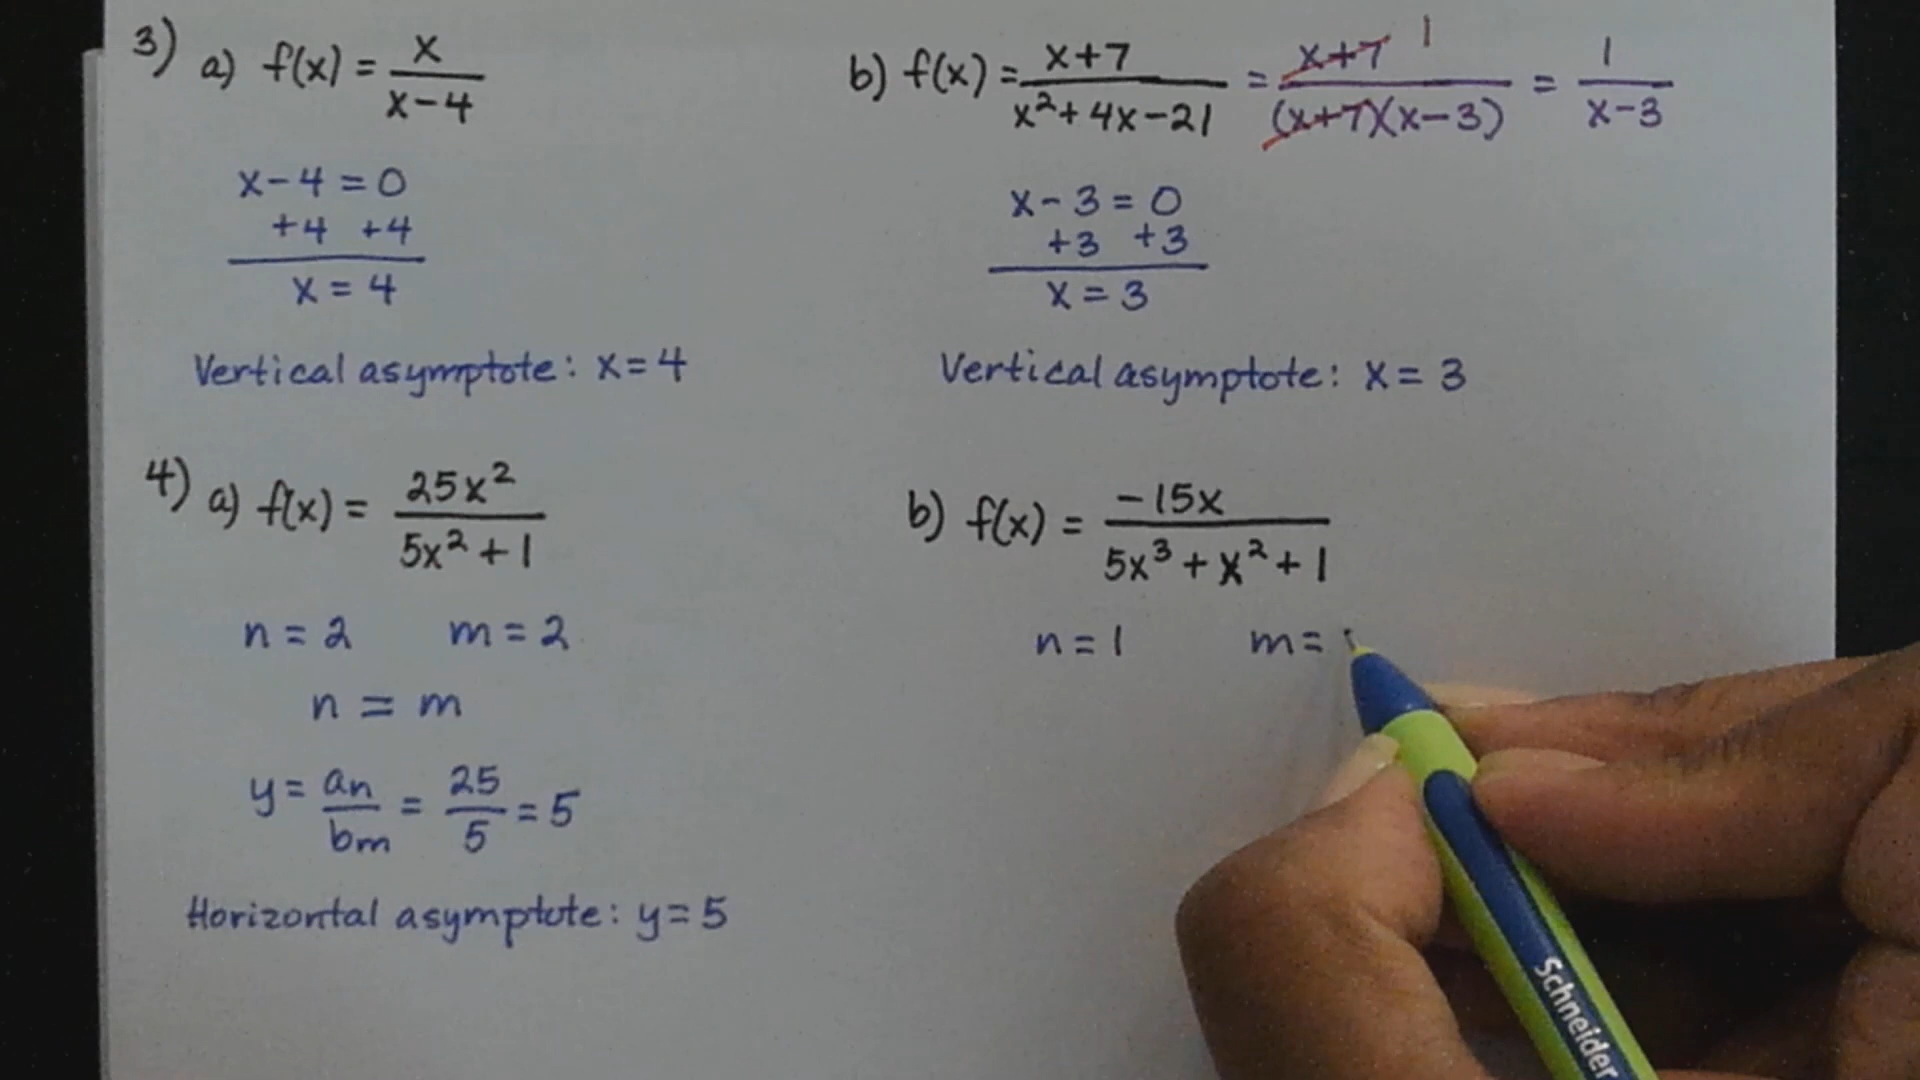 3) a) f(x) = x / (x-4)
x-4 = 0
+4 +4
x = 4
Vertical asymptote: x=4
b) f(x) = (x+7) / (x²+4x-21) = (x+7) 1 / (x+7)(x-3) = 1 / (x-3)
x-3 = 0
+3 +3
x = 3
Vertical asymptote: x = 3
4) a) f(x) = 25x² / (5x²+1)
n = 2 m = 2
n = m
y = an / bm = 25 / 5 = 5
Horizontal asymptote: y=5
b) f(x) = -15x / (5x³+x²+1)
n = 1 m =
Schneider